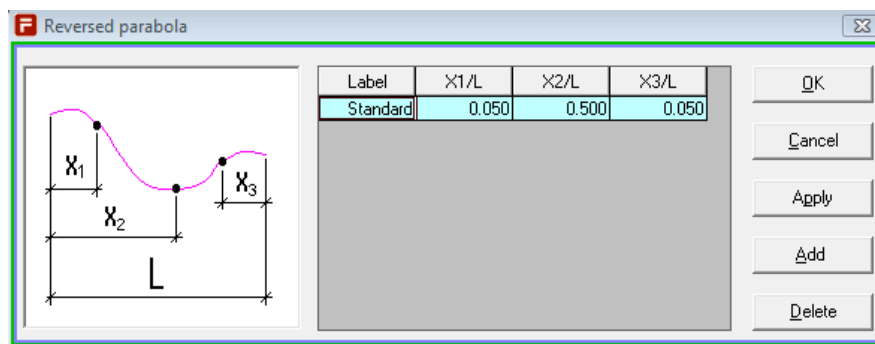 Reversed parabola
Label X1/L X2/L X3/L
Standard 0.050 0.500 0.050
X1
X2
X3
L
OK
Cancel
Apply
Add
Delete